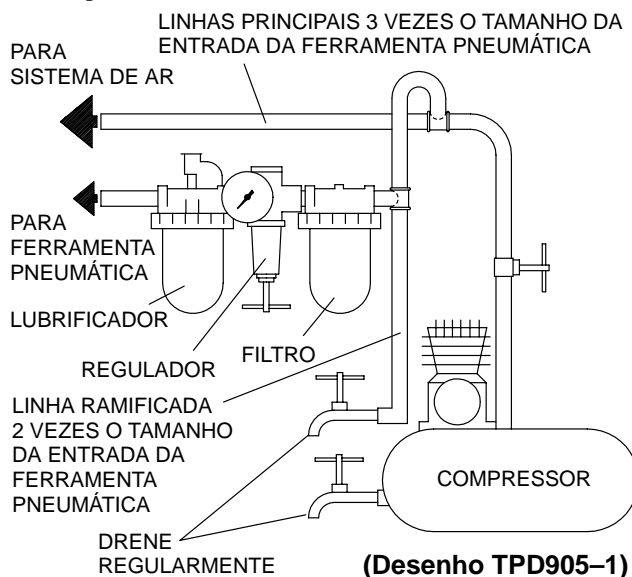 LINHAS PRINCIPAIS 3 VEZES O TAMANHO DA
ENTRADA DA FERRAMENTA PNEUMÁTICA
PARA
SISTEMA DE AR
PARA
FERRAMENTA
PNEUMÁTICA
LUBRIFICADOR
REGULADOR
FILTRO
LINHA RAMIFICADA
2 VEZES O TAMANHO
DA ENTRADA DA
FERRAMENTA
PNEUMÁTICA
COMPRESSOR
DRENE
REGULARMENTE
(Desenho TPD905–1)